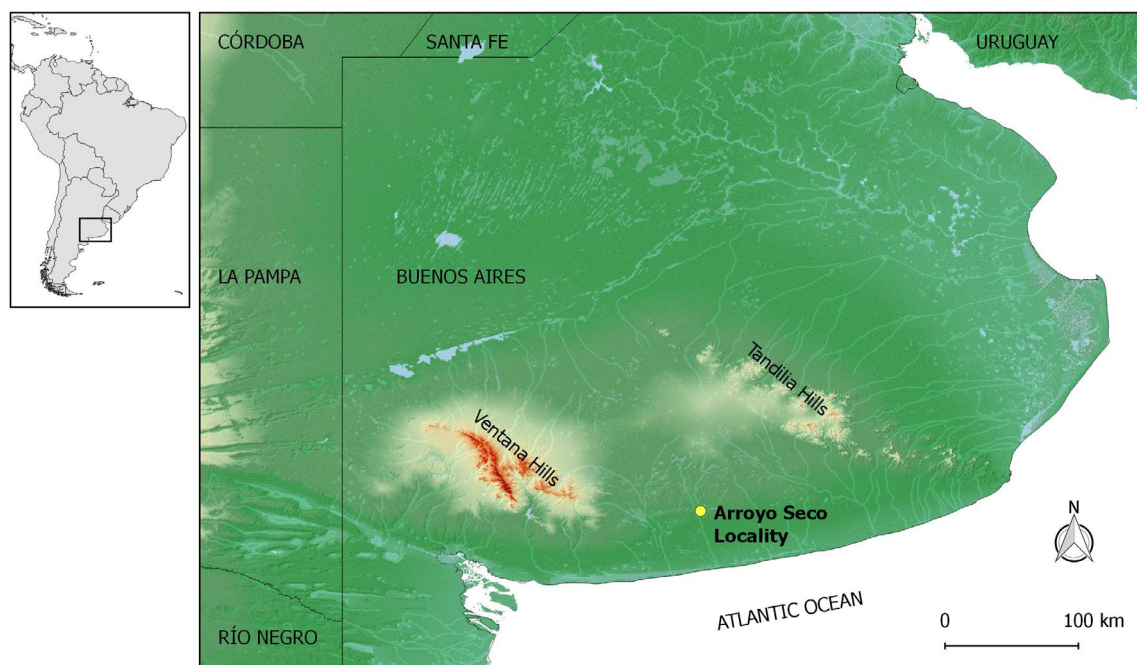 CÓRDOBA
SANTA FE
URUGUAY
LA PAMPA
BUENOS AIRES
Tandilia Hills
Ventana Hills
Arroyo Seco
Locality
N
ATLANTIC OCEAN
0 100 km
RÍO NEGRO